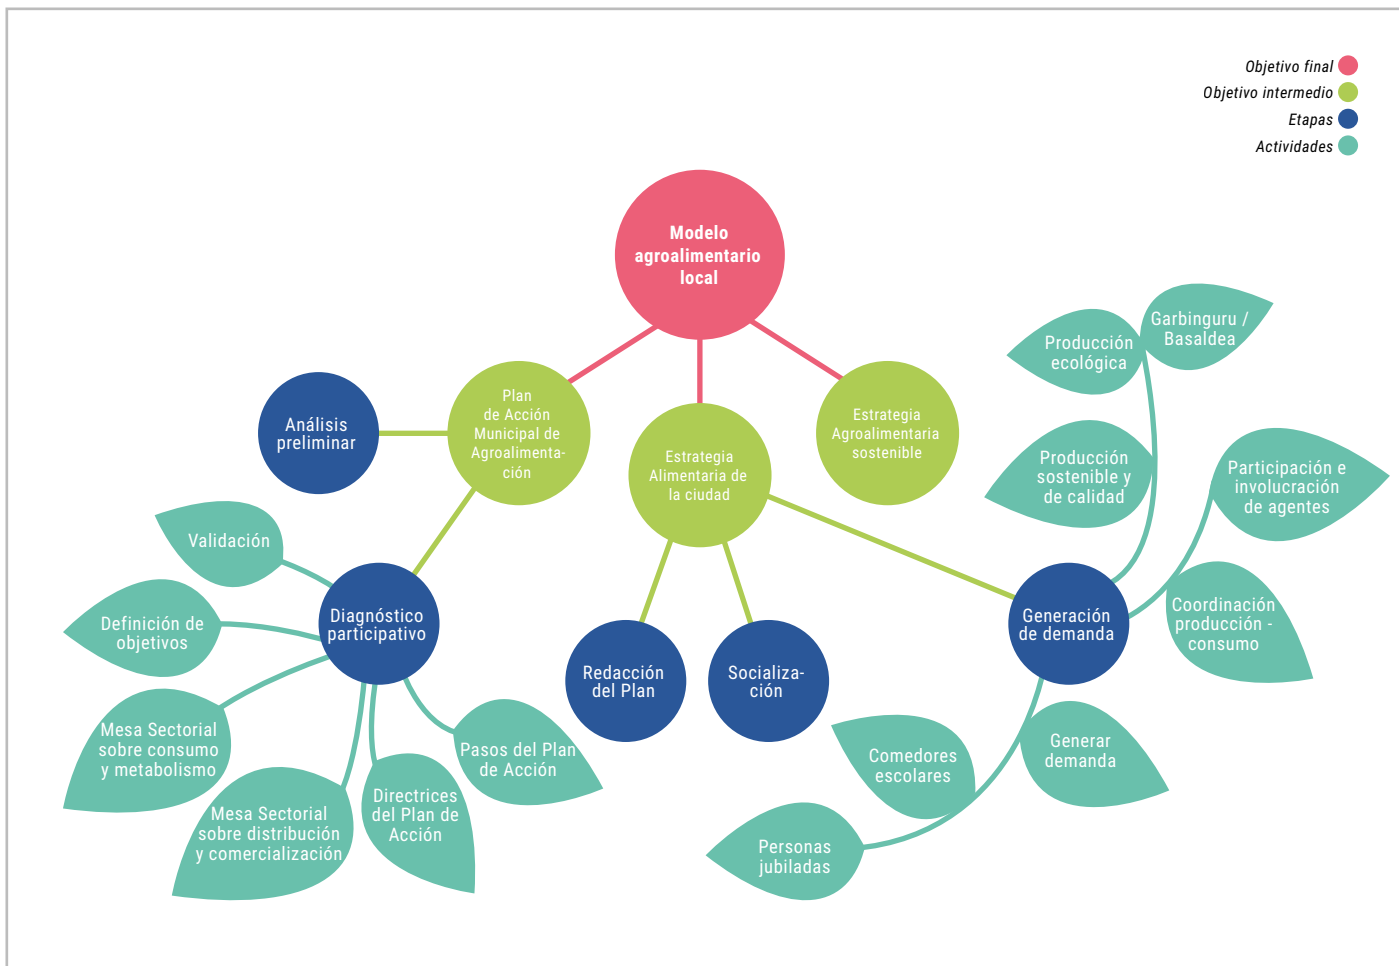 Objetivo final
Objetivo intermedio
Etapas
Actividades
Modelo
agroalimentario
local
Plan
de Acción
Municipal de
Agroalimenta-
ción
Estrategia
Alimentaria de
la ciudad
Estrategia
Agroalimentaria
sostenible
Análisis
preliminar
Diagnóstico
participativo
Validación
Definición de
objetivos
Mesa Sectorial
sobre consumo
y metabolismo
Mesa Sectorial
sobre distribución
y comercialización
Directrices
del Plan de
Acción
Pasos del Plan
de Acción
Redacción
del Plan
Socializa-
ción
Generación
de demanda
Producción
ecológica
Garbinguru /
Basaldea
Producción
sostenible y
de calidad
Participación e
involucración
de agentes
Coordinación
producción -
consumo
Generar
demanda
Comedores
escolares
Personas
jubiladas